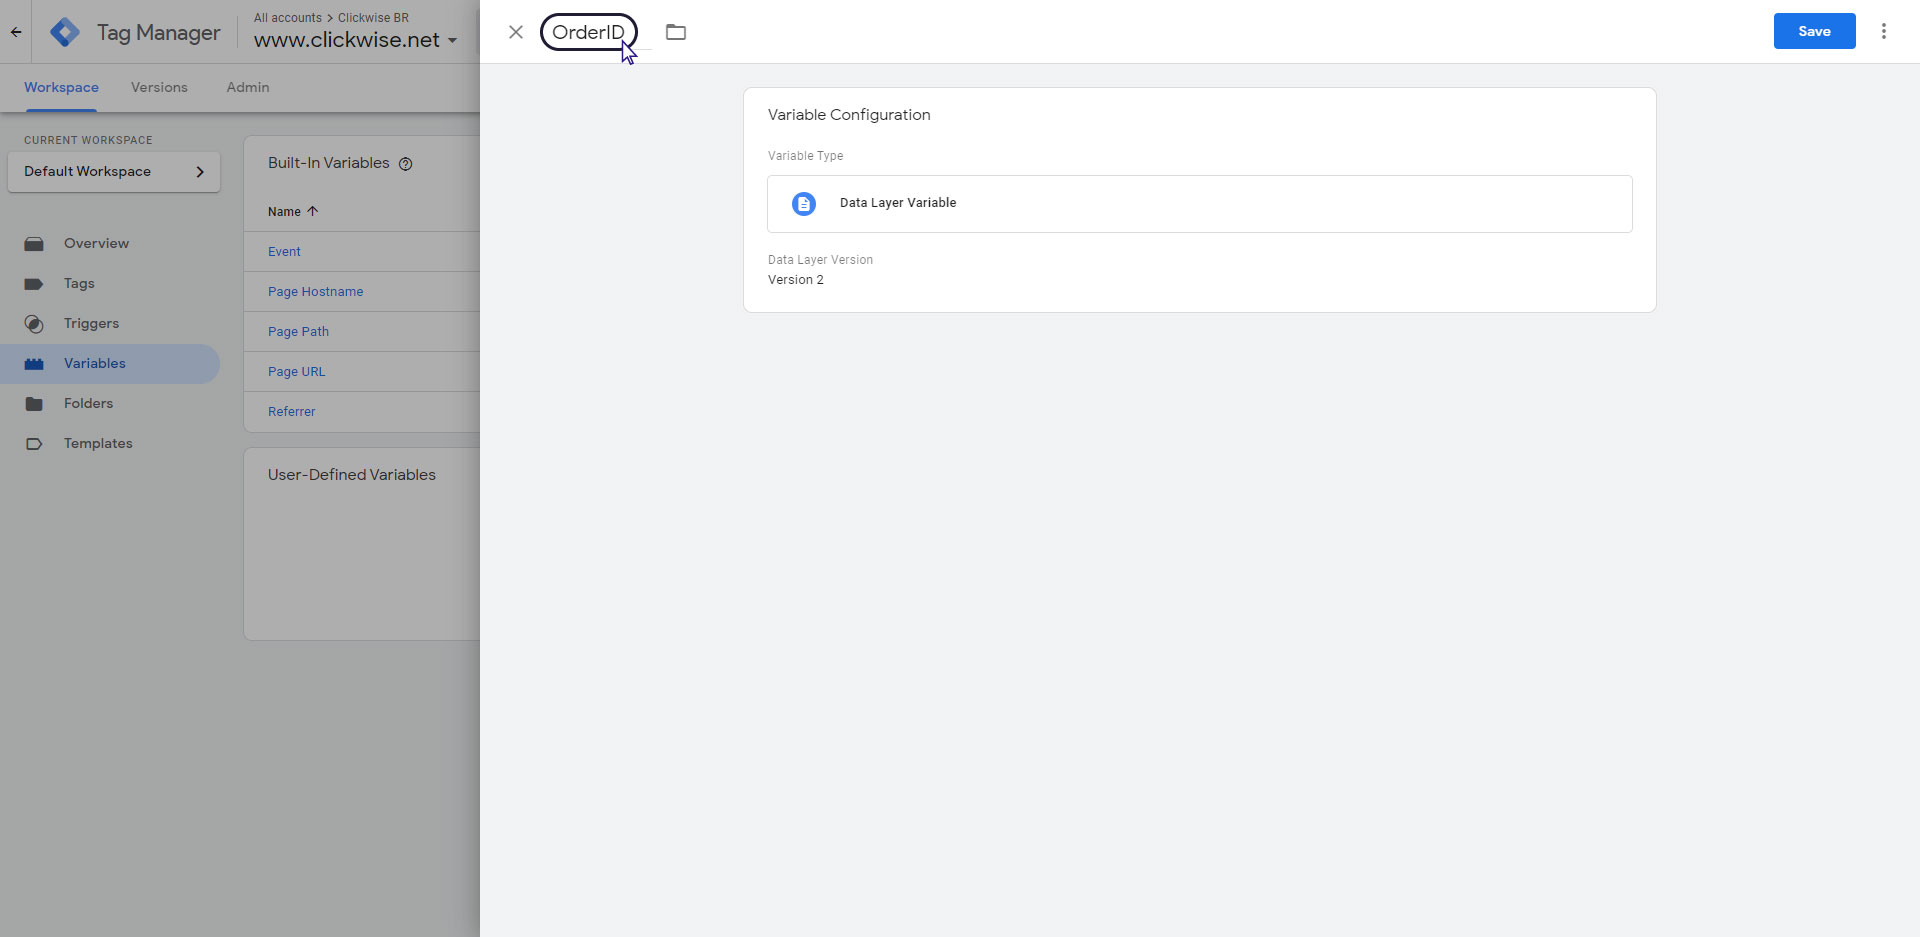 Tag Manager
All accounts > Clickwise BR
www.clickwise.net
OrderID
Save
Workspace
Versions
Admin
CURRENT WORKSPACE
Default Workspace
Overview
Tags
Triggers
Variables
Folders
Templates
Built-In Variables
Name
Event
Page Hostname
Page Path
Page URL
Referrer
User-Defined Variables
Variable Configuration
Variable Type
Data Layer Variable
Data Layer Version
Version 2